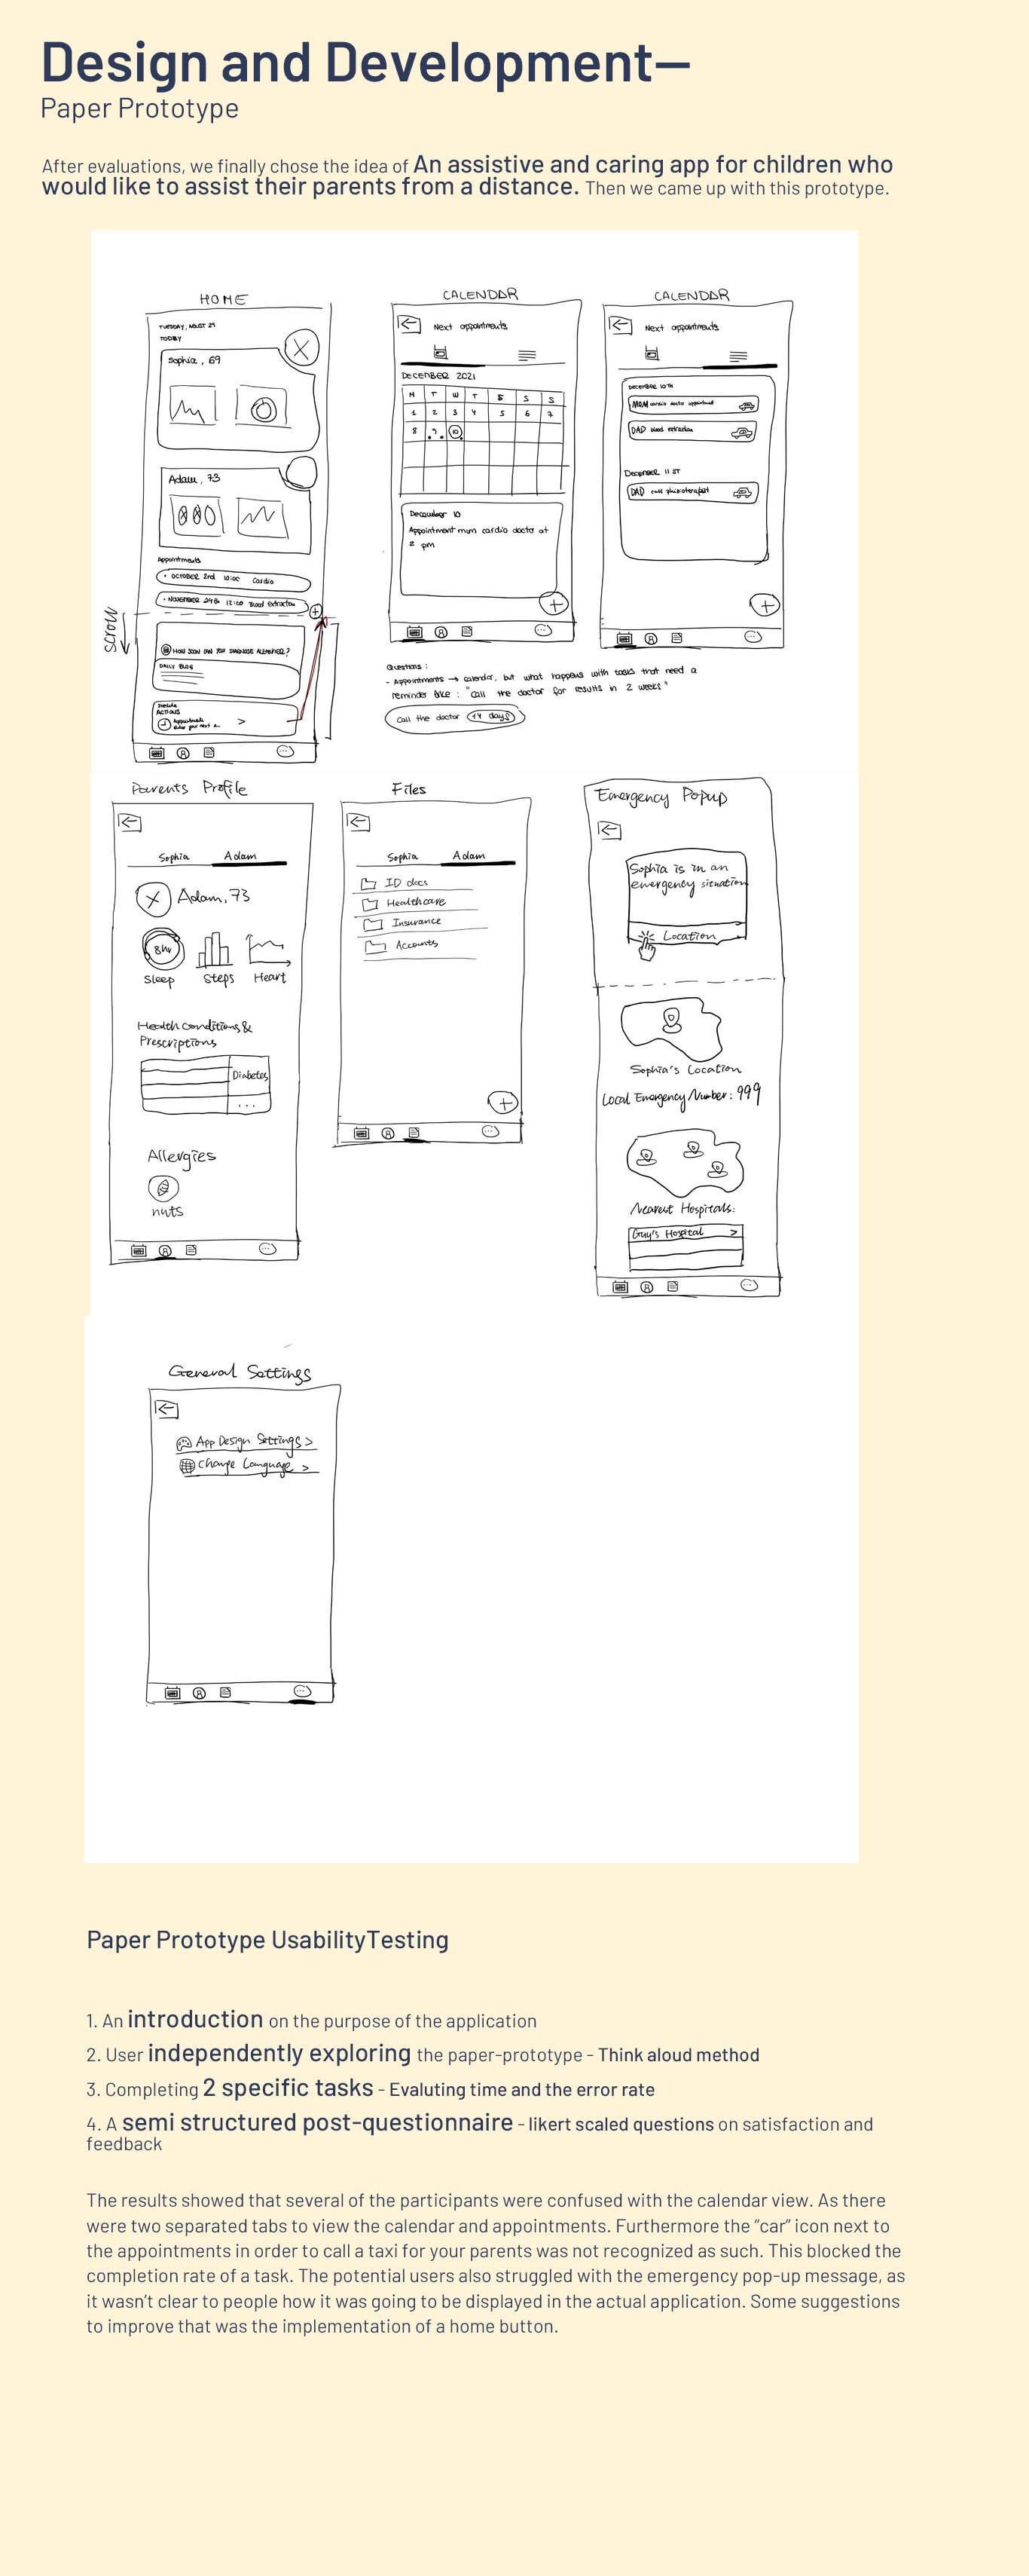 Design and Development—
Paper Prototype
After evaluations, we finally chose the idea of An assistive and caring app for children who
would like to assist their parents from a distance. Then we came up with this prototype.
HOME
TODAY
Sophia, 69
Adam, 73
Appointments
• OCTOBER 2nd 10:00 Cardio
• NOVEMBER 24th 12:00 Blood Extraction
SCROLL
HOW SOON CAN YOU DIAGNOSE ALZHEIMER?
DAILY BLOG
ACTIONS
Appointments
CALENDAR
Next appointments
DECEMBER 2021
M T W T F S S
1 2 3 4 5 6 7
8 9 10
December 10
Appointment mum cardio doctor at
2 pm
CALENDAR
Next appointments
DECEMBER 10TH
MUM cardio doctor appointment
DAD blood extraction
DECEMBER 11 ST
DAD call phisioterapist
Questions:
- Appointments → calendar, but what happens with tasks that need a
reminder like: "call the doctor for results in 2 weeks"
call the doctor 14 days
Parents Profile
Sophia Adam
Adam, 73
8hr
Sleep Steps Heart
Health conditions &
Prescriptions
Diabetes
...
Allergies
nuts
Files
Sophia Adam
ID docs
Healthcare
Insurance
Accounts
Emergency Popup
Sophia is in an
emergency situation
Location
Sophia's Location
Local Emergency Number: 999
Nearest Hospitals:
Guy's Hospital >
General Settings
App Design Settings >
Change Language >
Paper Prototype UsabilityTesting
1. An introduction on the purpose of the application
2. User independently exploring the paper-prototype - Think aloud method
3. Completing 2 specific tasks - Evaluting time and the error rate
4. A semi structured post-questionnaire - likert scaled questions on satisfaction and
feedback
The results showed that several of the participants were confused with the calendar view. As there
were two separated tabs to view the calendar and appointments. Furthermore the “car” icon next to
the appointments in order to call a taxi for your parents was not recognized as such. This blocked the
completion rate of a task. The potential users also struggled with the emergency pop-up message, as
it wasn’t clear to people how it was going to be displayed in the actual application. Some suggestions
to improve that was the implementation of a home button.